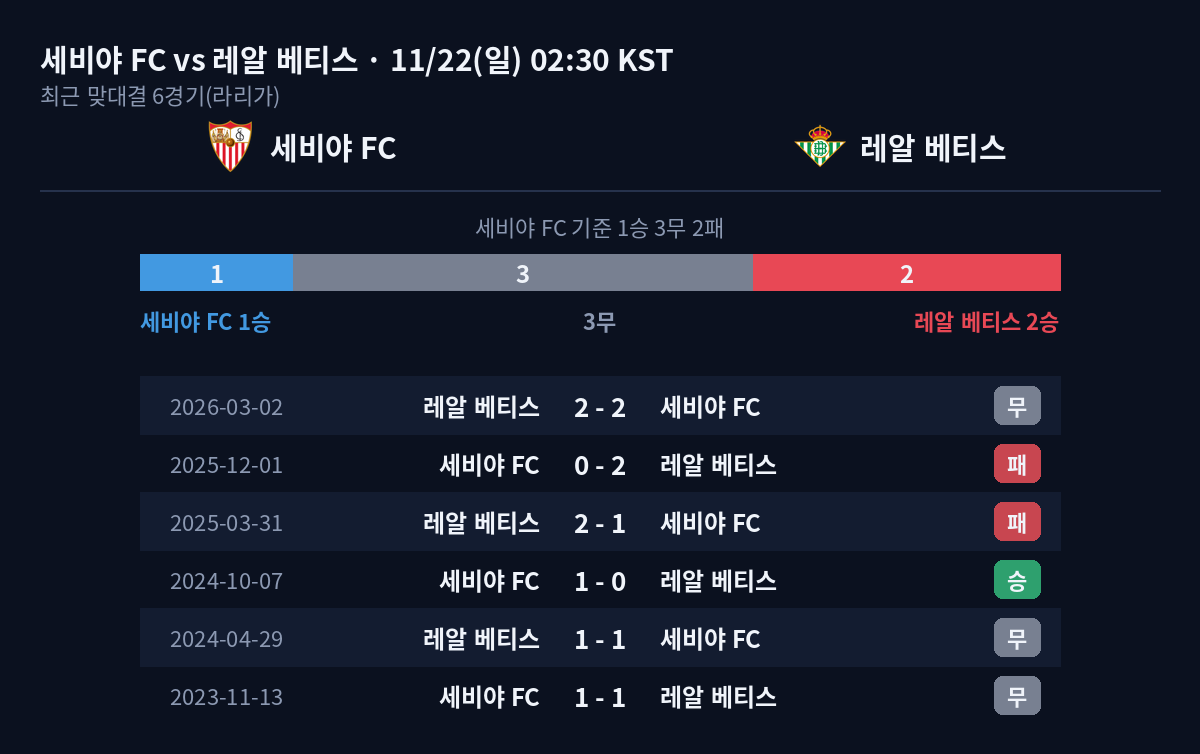 세비야 FC vs 레알 베티스 · 11/22(일) 02:30 KST
최근 맞대결 6경기(라리가)
세비야 FC 레알 베티스
세비야 FC 기준 1승 3무 2패
1 3 2
세비야 FC 1승 3무 레알 베티스 2승
2026-03-02 레알 베티스 2 - 2 세비야 FC 무
2025-12-01 세비야 FC 0 - 2 레알 베티스 패
2025-03-31 레알 베티스 2 - 1 세비야 FC 패
2024-10-07 세비야 FC 1 - 0 레알 베티스 승
2024-04-29 레알 베티스 1 - 1 세비야 FC 무
2023-11-13 세비야 FC 1 - 1 레알 베티스 무